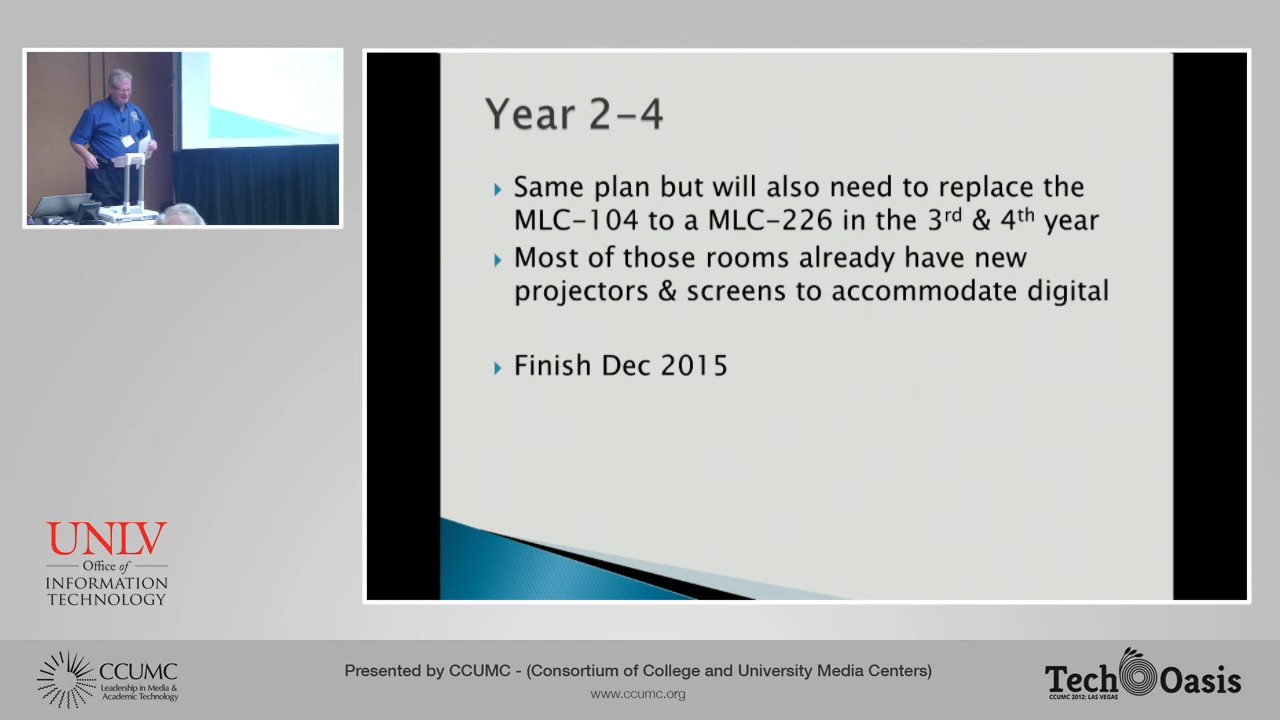 Year 2-4
Same plan but will also need to replace the
MLC-104 to a MLC-226 in the 3rd & 4th year
Most of those rooms already have new
projectors & screens to accommodate digital
Finish Dec 2015
UNLV
Office of
INFORMATION
TECHNOLOGY
CCUMC
Leadership in Media &
Academic Technology
Presented by CCUMC - (Consortium of College and University Media Centers)
www.ccumc.org
Tech Oasis
CCUMC 2012: LAS VEGAS